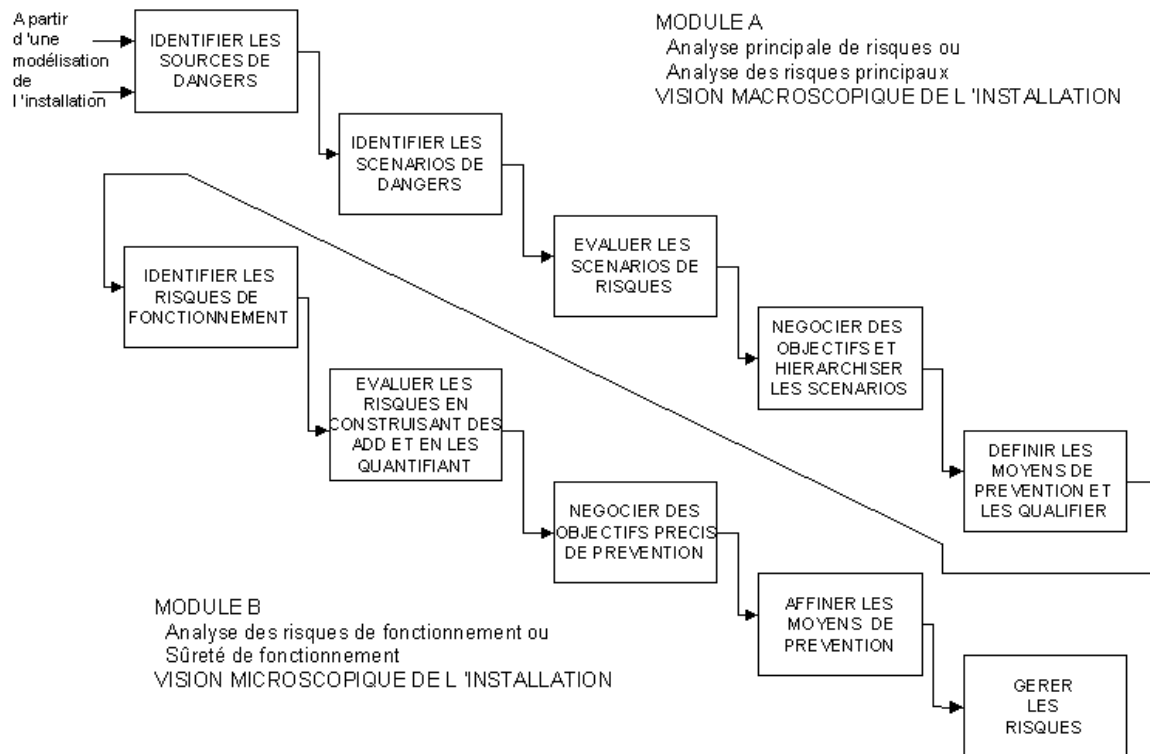 A partir
d 'une
modélisation
de
l 'installation
IDENTIFIER LES
SOURCES DE
DANGERS
MODULE A
Analyse principale de risques ou
Analyse des risques principaux
VISION MACROSCOPIQUE DE L 'INSTALLATION
IDENTIFIER LES
SCENARIOS DE
DANGERS
EVALUER LES
SCENARIOS DE
RISQUES
NEGOCIER DES
OBJECTIFS ET
HIERARCHISER
LES SCENARIOS
DEFINIR LES
MOYENS DE
PREVENTION ET
LES QUALIFIER
IDENTIFIER LES
RISQUES DE
FONCTIONNEMENT
EVALUER LES
RISQUES EN
CONSTRUISANT DES
ADD ET EN LES
QUANTIFIANT
NEGOCIER DES
OBJECTIFS PRECIS
DE PREVENTION
AFFINER LES
MOYENS DE
PREVENTION
GERER
LES
RISQUES
MODULE B
Analyse des risques de fonctionnement ou
Sûreté de fonctionnement
VISION MICROSCOPIQUE DE L 'INSTALLATION